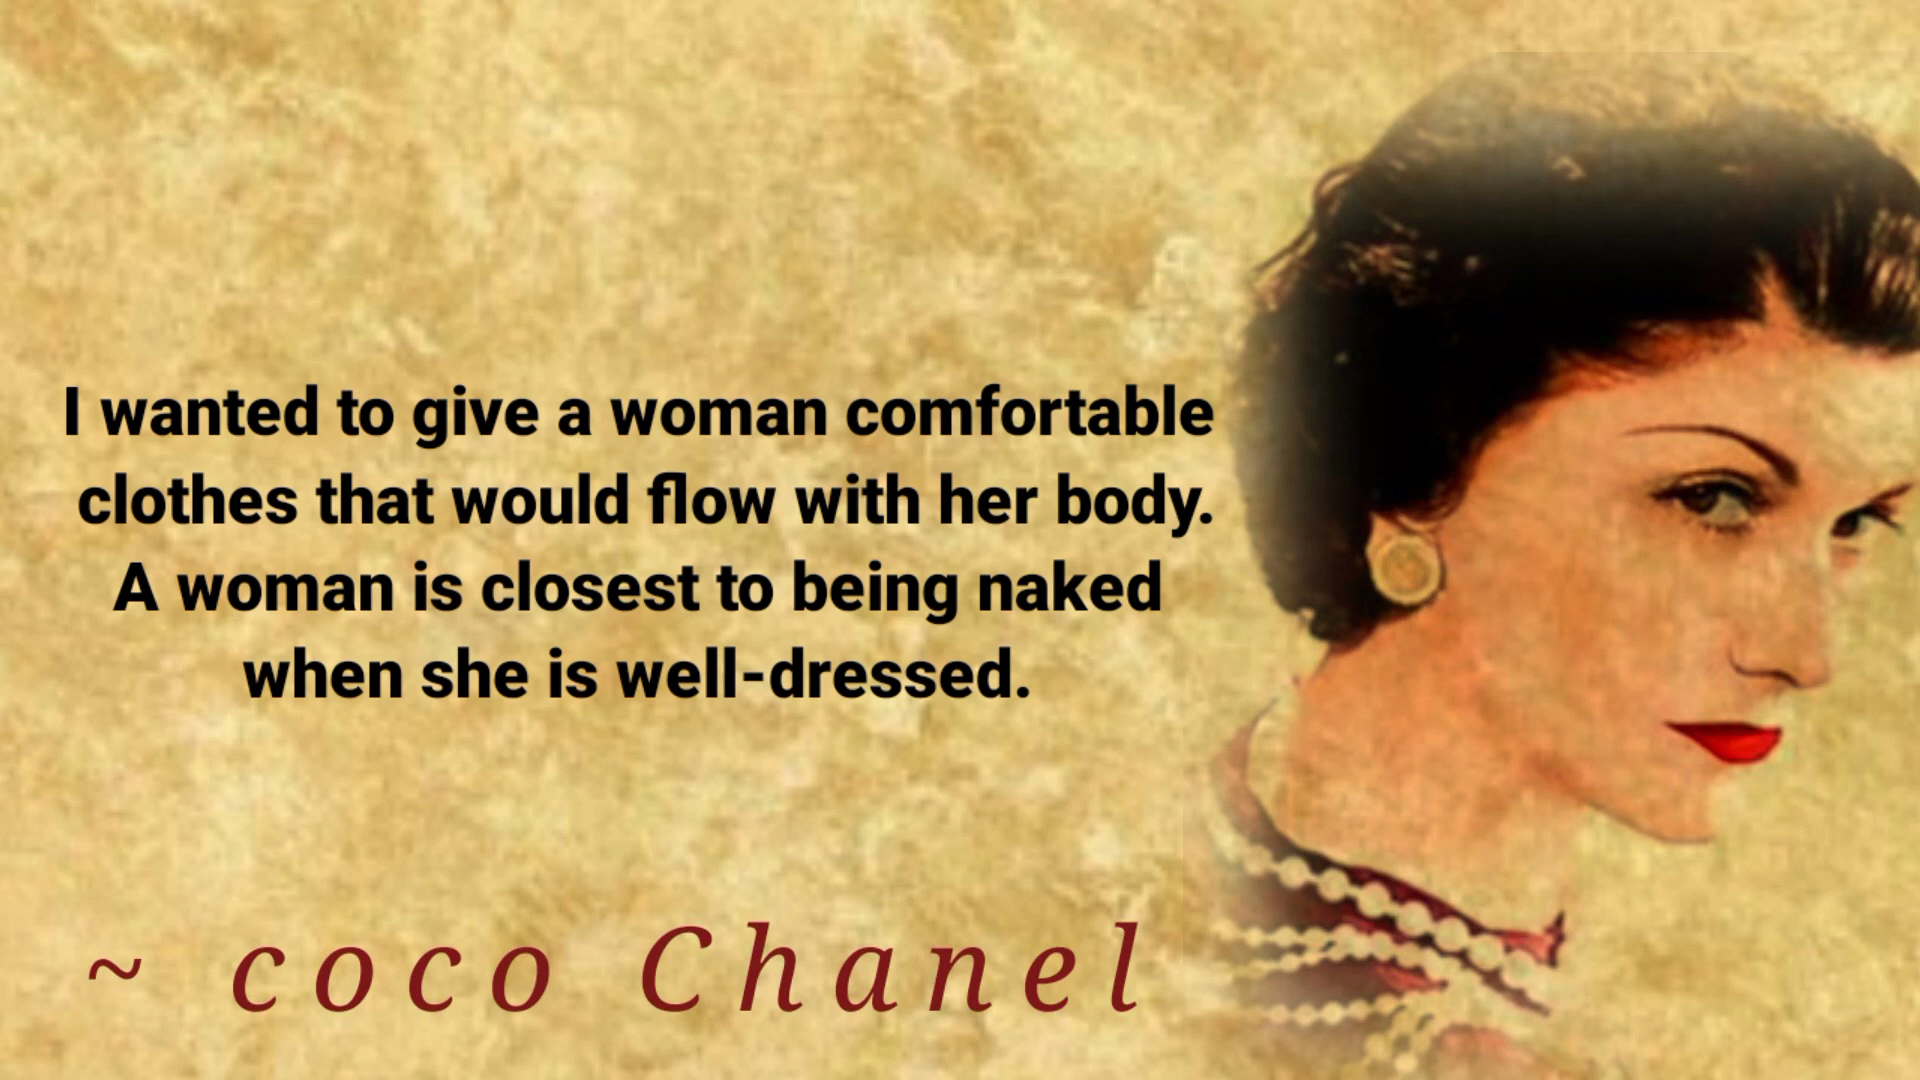 I wanted to give a woman comfortable
clothes that would flow with her body.
A woman is closest to being naked
when she is well-dressed.
~ coco Chanel